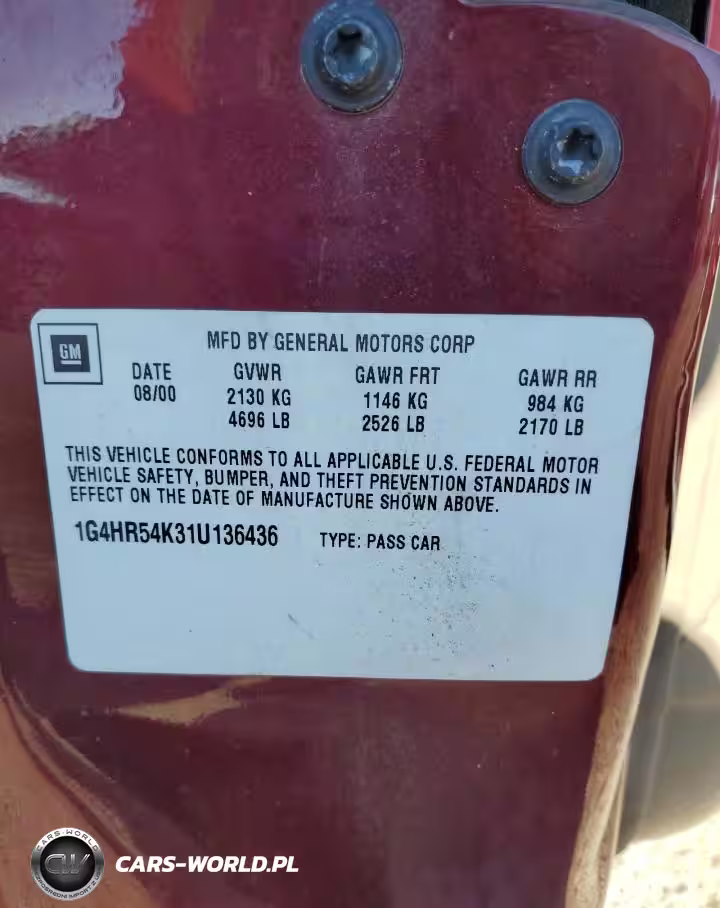 GM
MFD BY GENERAL MOTORS CORP
DATE GVWR GAWR FRT GAWR RR
08/00 2130 KG 1146 KG 984 KG
4696 LB 2526 LB 2170 LB
THIS VEHICLE CONFORMS TO ALL APPLICABLE U.S. FEDERAL MOTOR
VEHICLE SAFETY, BUMPER, AND THEFT PREVENTION STANDARDS IN
EFFECT ON THE DATE OF MANUFACTURE SHOWN ABOVE.
1G4HR54K31U136436 TYPE: PASS CAR
CARS-WORLD
CW
CARS-WORLD.PL